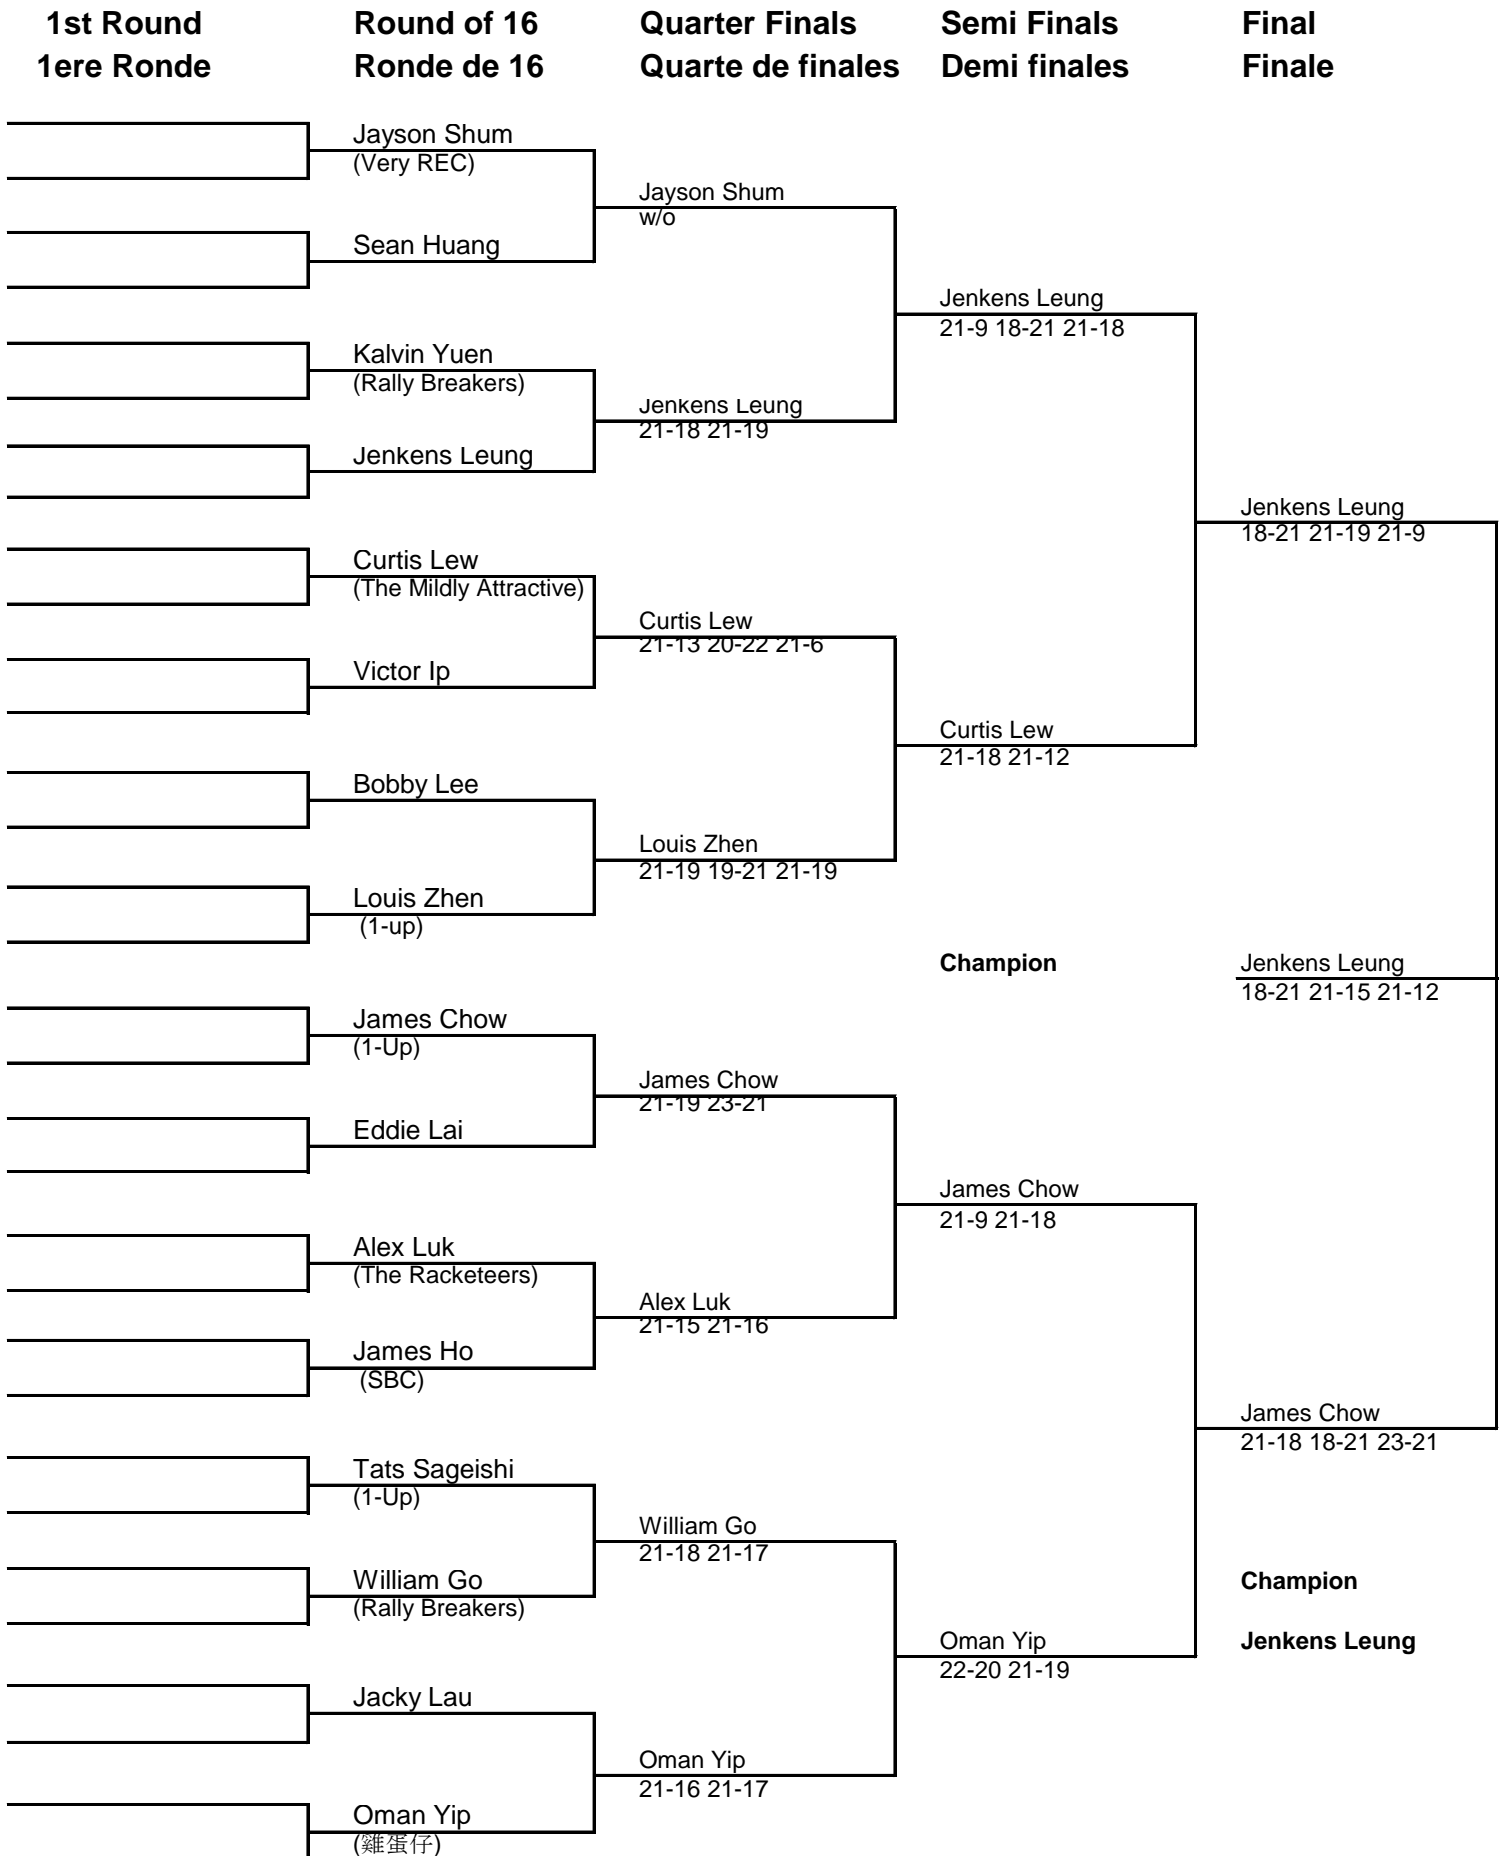 1st Round
1ere Ronde
Round of 16
Ronde de 16
Quarter Finals
Quarte de finales
Semi Finals
Demi finales
Final
Finale
Jayson Shum
(Very REC)
Jayson Shum
w/o
Sean Huang
Jenkens Leung
21-9 18-21 21-18
Kalvin Yuen
(Rally Breakers)
Jenkens Leung
21-18 21-19
Jenkens Leung
Jenkens Leung
18-21 21-19 21-9
Curtis Lew
(The Mildly Attractive)
Curtis Lew
21-13 20-22 21-6
Victor Ip
Curtis Lew
21-18 21-12
Bobby Lee
Louis Zhen
21-19 19-21 21-19
Louis Zhen
(1-up)
Champion
Jenkens Leung
18-21 21-15 21-12
James Chow
(1-Up)
James Chow
21-19 23-21
Eddie Lai
James Chow
21-9 21-18
Alex Luk
(The Racketeers)
Alex Luk
21-15 21-16
James Ho
(SBC)
James Chow
21-18 18-21 23-21
Tats Sageishi
(1-Up)
William Go
21-18 21-17
William Go
(Rally Breakers)
Champion
Jenkens Leung
Oman Yip
22-20 21-19
Jacky Lau
Oman Yip
21-16 21-17
Oman Yip
(雞蛋仔)